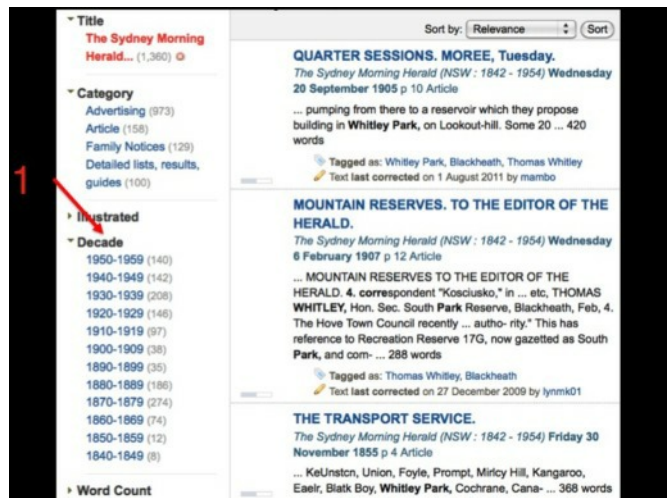 Title
The Sydney Morning
Herald... (1,360)
Category
Advertising (973)
Article (158)
Family Notices (129)
Detailed lists, results,
guides (100)
1
Illustrated
Decade
1950-1959 (140)
1940-1949 (142)
1930-1939 (208)
1920-1929 (146)
1910-1919 (97)
1900-1909 (38)
1890-1899 (35)
1880-1889 (186)
1870-1879 (274)
1860-1869 (74)
1850-1859 (12)
1840-1849 (8)
Word Count
Sort by: Relevance Sort
QUARTER SESSIONS. MOREE, Tuesday.
The Sydney Morning Herald (NSW : 1842 - 1954) Wednesday
20 September 1905 p 10 Article
... pumping from there to a reservoir which they propose
building in Whitley Park, on Lookout-hill. Some 20 ... 420
words
Tagged as: Whitley Park, Blackheath, Thomas Whitley
Text last corrected on 1 August 2011 by mambo
MOUNTAIN RESERVES. TO THE EDITOR OF THE
HERALD.
The Sydney Morning Herald (NSW : 1842 - 1954) Wednesday
6 February 1907 p 12 Article
... MOUNTAIN RESERVES TO THE EDITOR OF THE
HERALD. 4. correspondent "Kosciusko," in ... etc, THOMAS
WHITLEY, Hon. Sec. South Park Reserve, Blackheath, Feb, 4.
The Hove Town Council recently ... autho- rity." This has
reference to Recreation Reserve 17G, now gazetted as South
Park, and com- ... 288 words
Tagged as: Thomas Whitley, Blackheath
Text last corrected on 27 December 2009 by lynmk01
THE TRANSPORT SERVICE.
The Sydney Morning Herald (NSW : 1842 - 1954) Friday 30
November 1855 p 4 Article
... KeUnstcn, Union, Foyle, Prompt, Mirlcy Hill, Kangaroo,
Eaelr, Blatk Boy, Whitley Park, Cochrane, Cana- ... 368 words